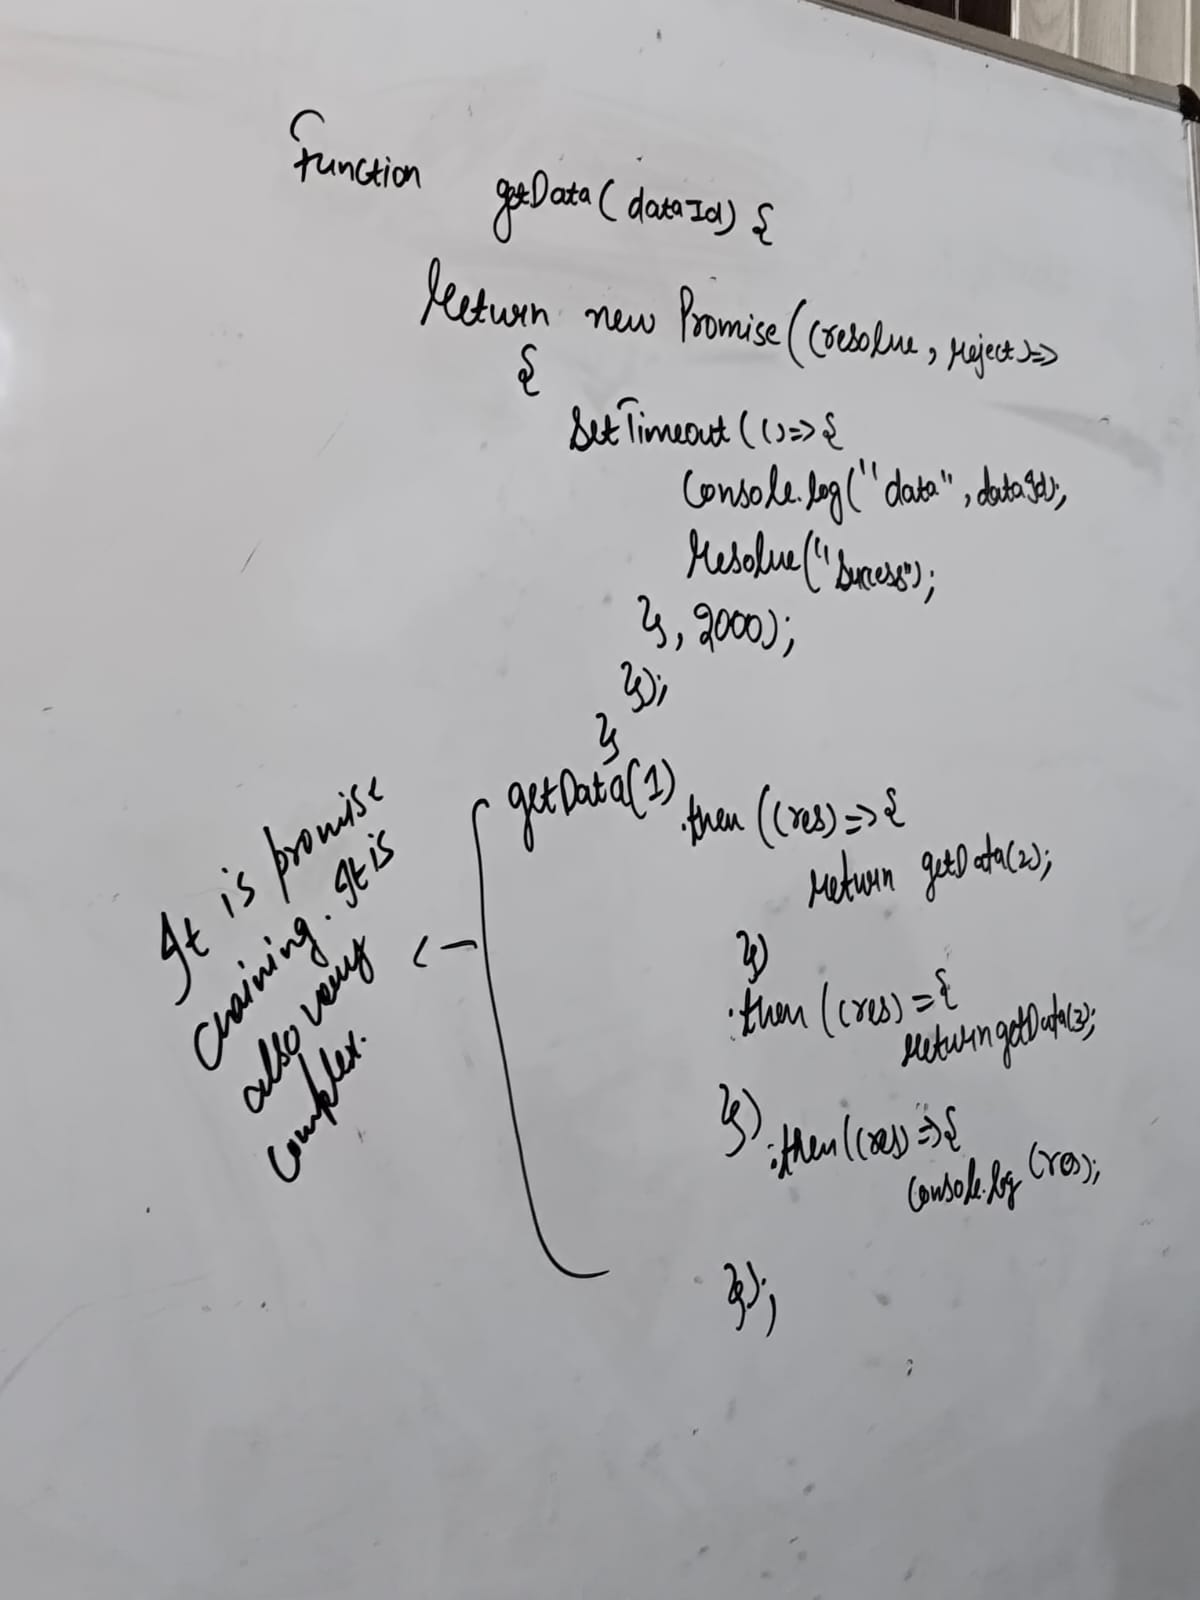 Function getData(dataId) {
return new Promise((resolve, reject)=>
{
SetTimeout(()=>{
Console.log("data", dataId);
Resolve("Success");
}, 2000);
});
}
getData(1)
.then((res)=>{
return getData(2);
})
.then((res)={
return getData(3);
})
.then((res)=>{
Console.log(res);
});
It is promise
chaining. It is
also very
complex.